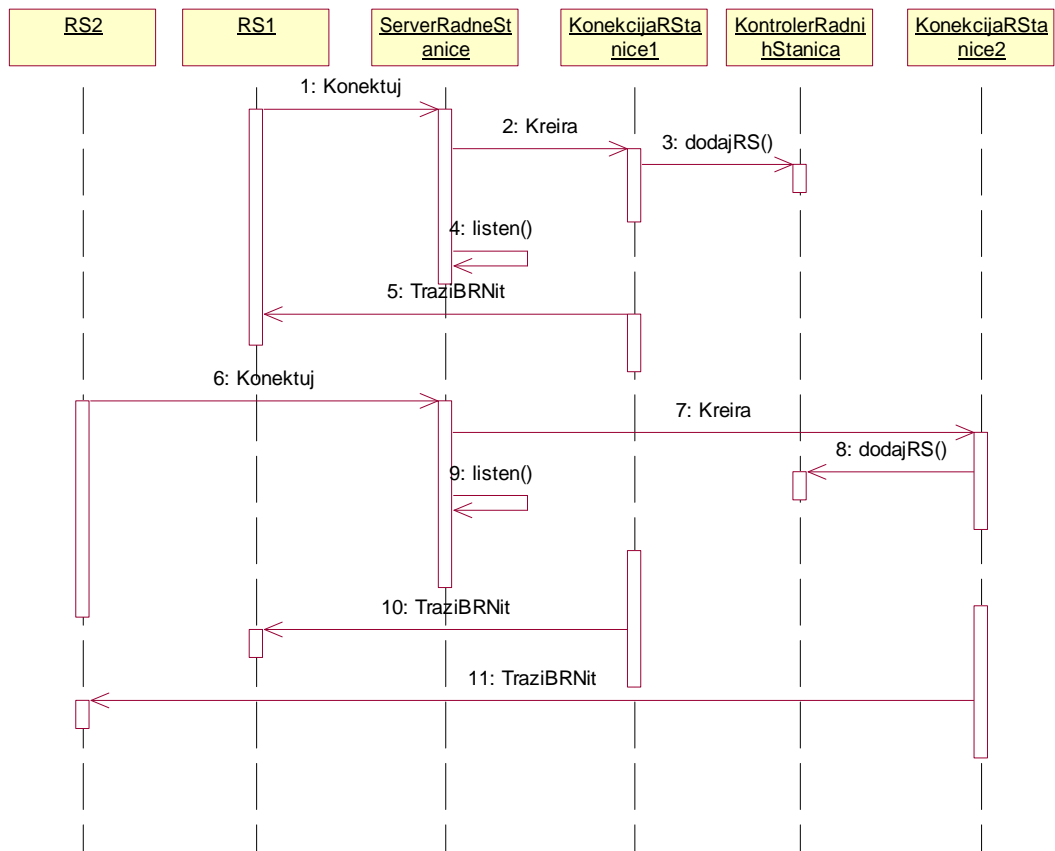 RS2
RS1
ServerRadneSt
anice
KonekcijaRSta
nice1
KontrolerRadni
hStanica
KonekcijaRSta
nice2
1: Konektuj
2: Kreira
3: dodajRS()
4: listen()
5: TraziBRNit
6: Konektuj
7: Kreira
8: dodajRS()
9: listen()
10: TraziBRNit
11: TraziBRNit